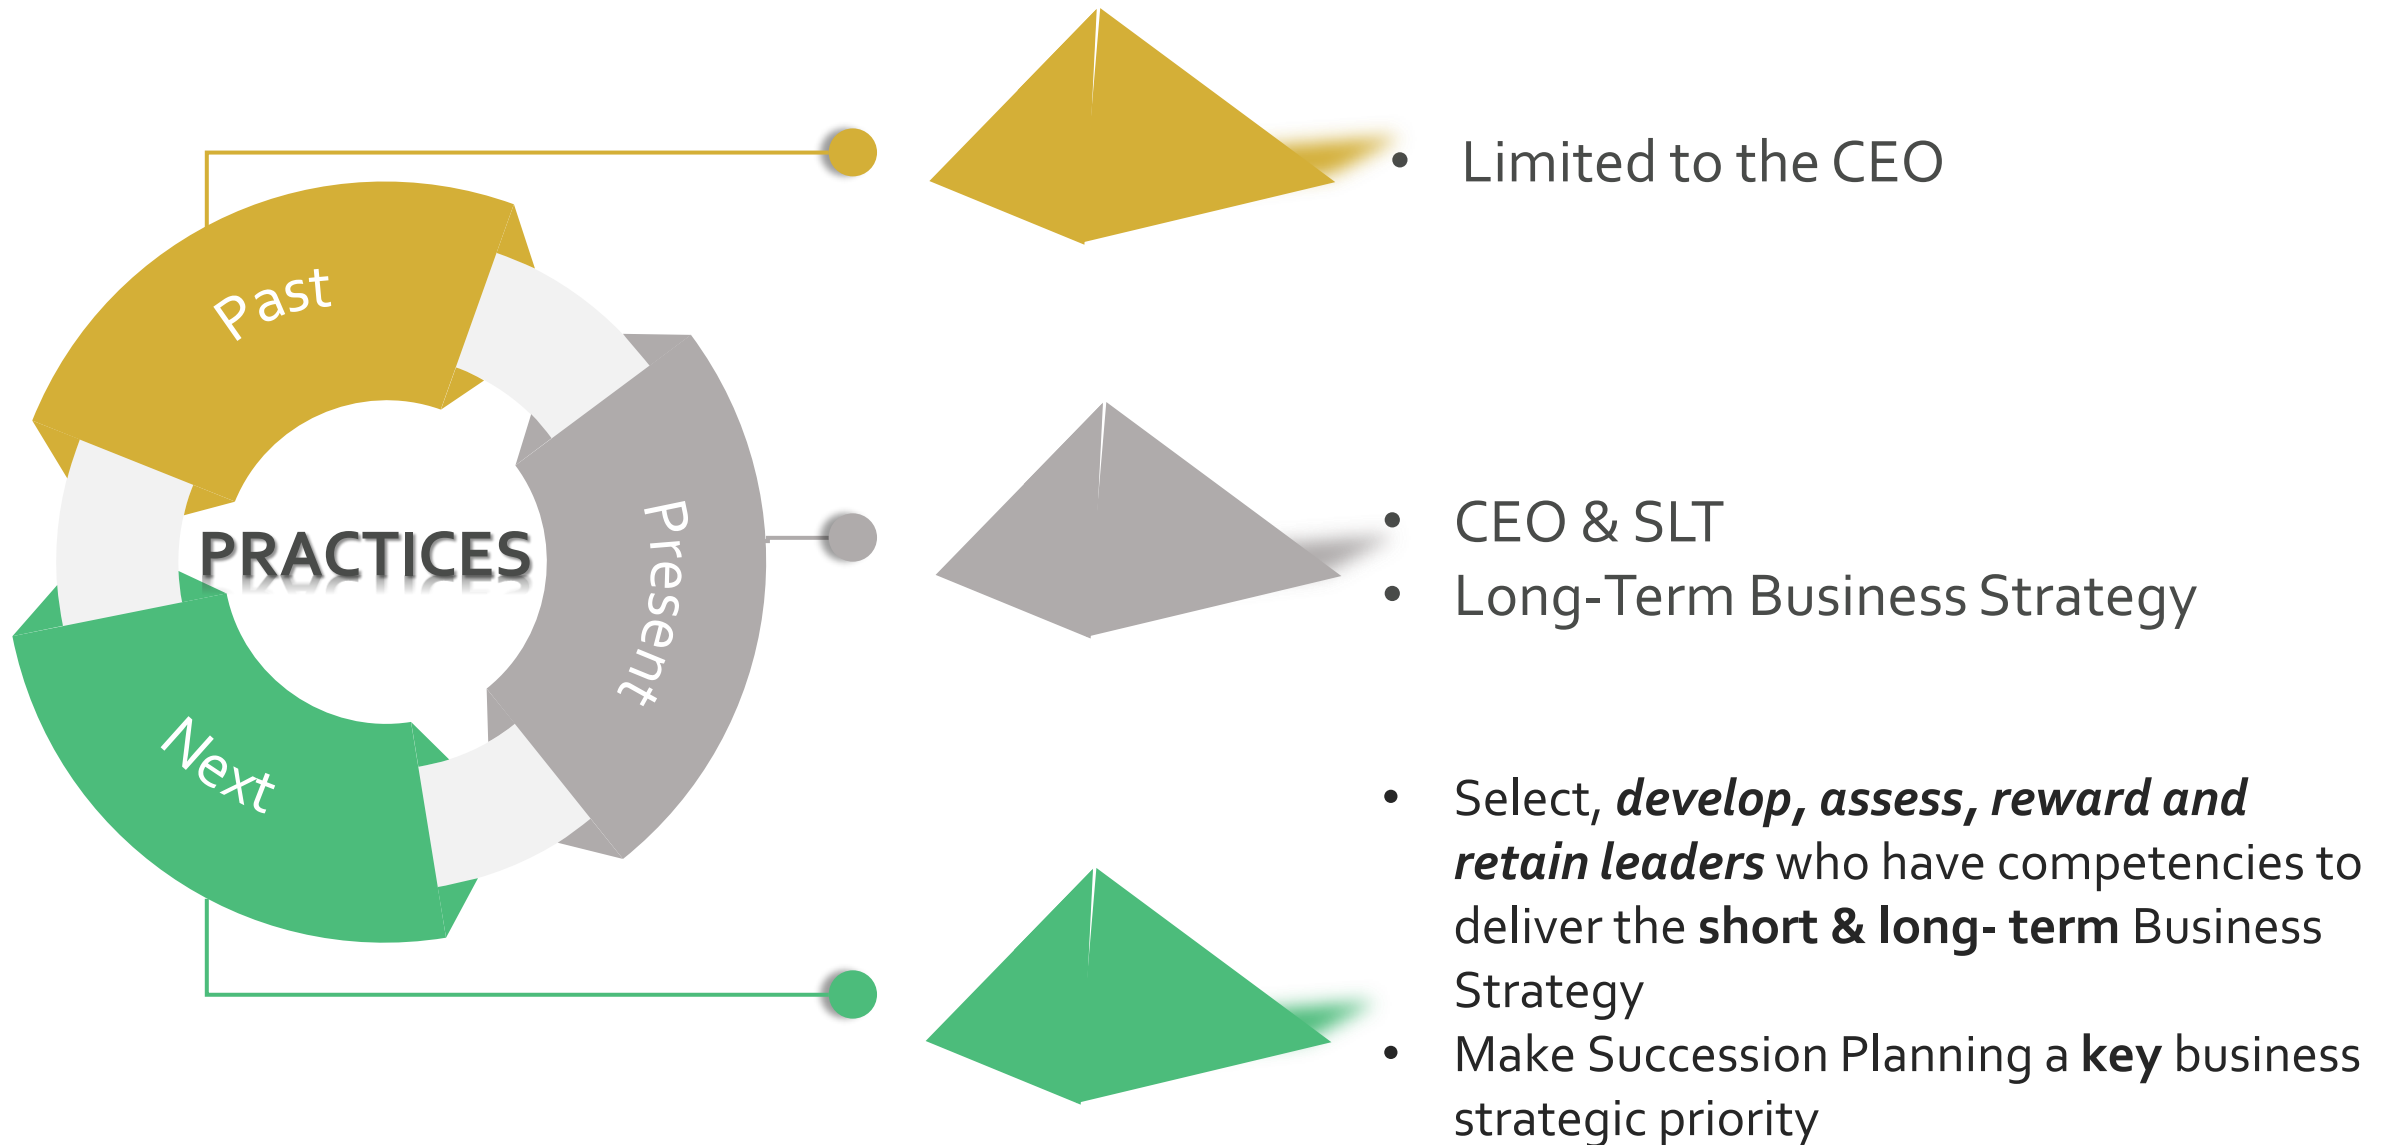 Past
Present
Next
PRACTICES
• Limited to the CEO
• CEO & SLT
• Long-Term Business Strategy
• Select, develop, assess, reward and
retain leaders who have competencies to
deliver the short & long- term Business
Strategy
• Make Succession Planning a key business
strategic priority